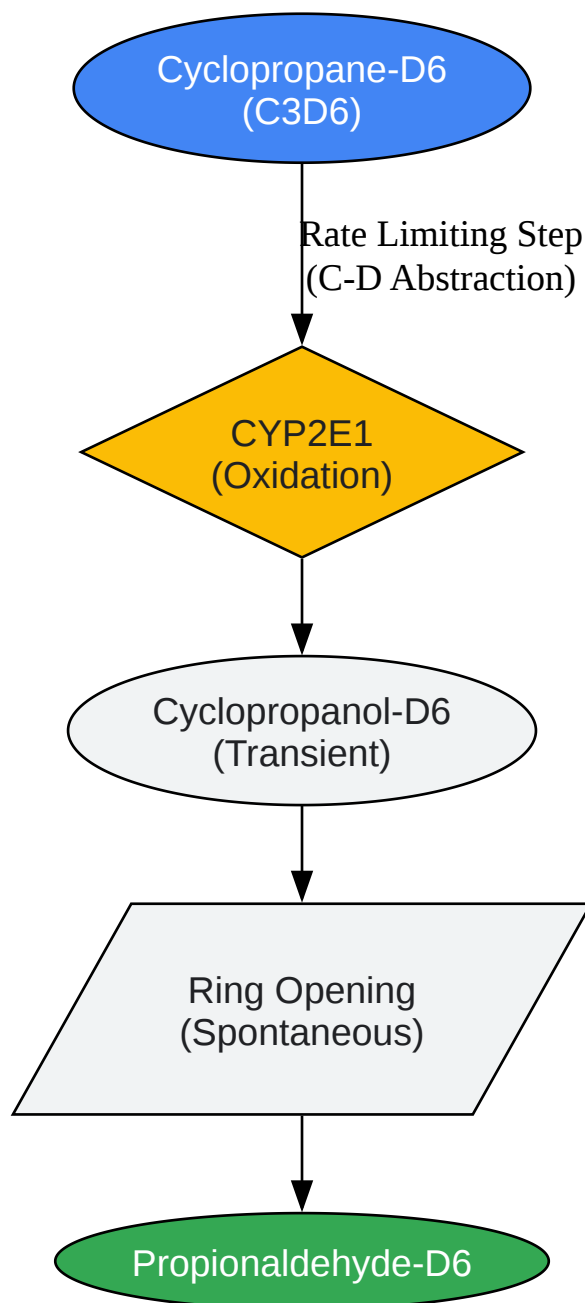 Cyclopropane-D6
(C3D6)
Rate Limiting Step
(C-D Abstraction)
CYP2E1
(Oxidation)
Cyclopropanol-D6
(Transient)
Ring Opening
(Spontaneous)
Propionaldehyde-D6